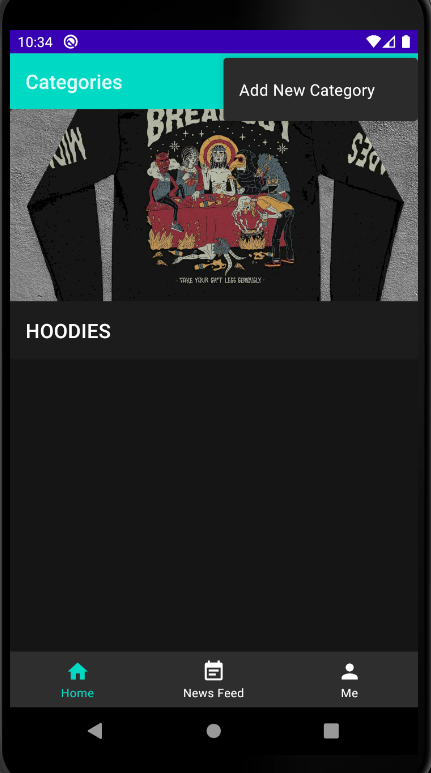 10:34
Categories
Add New Category
BREAKFAST
- TAKE YOUR SH*T LESS SERIOUSLY -
HOODIES
Home
News Feed
Me